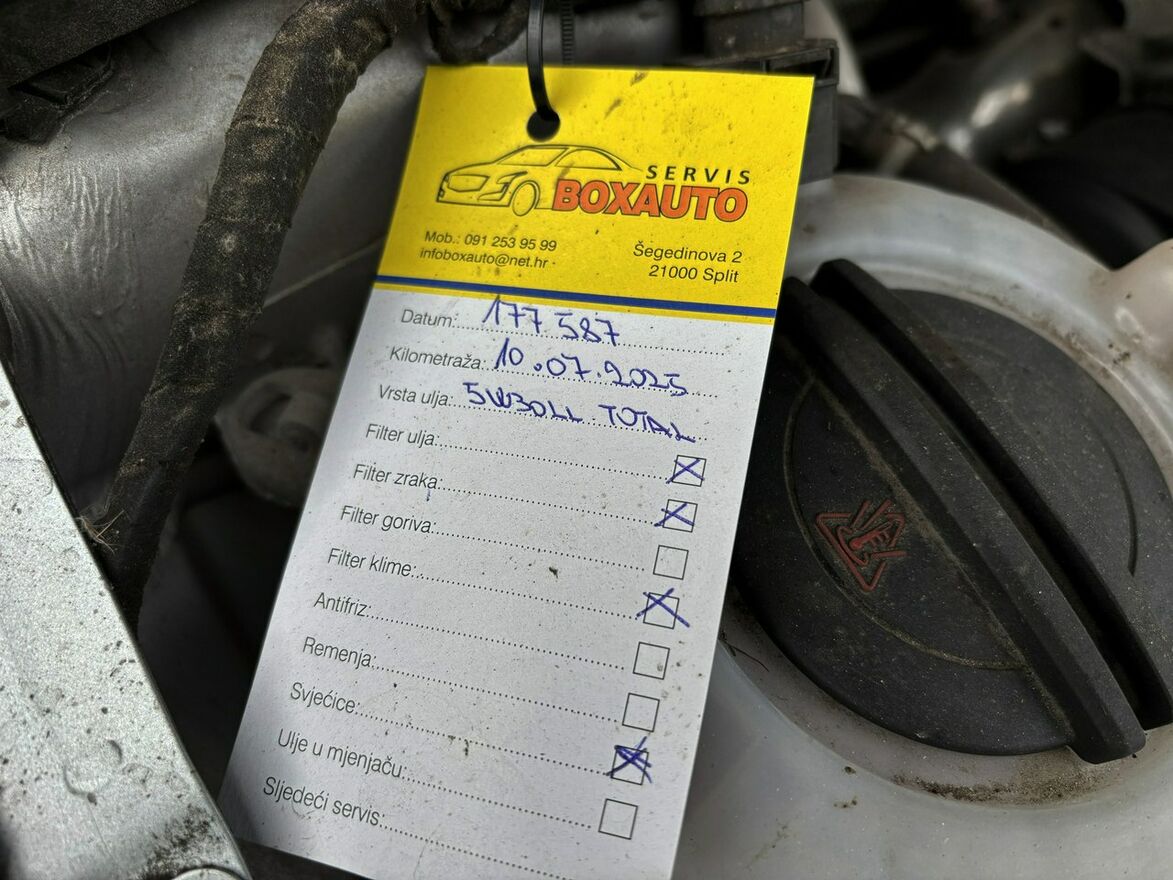 SERVIS
BOXAUTO
Mob.: 091 253 95 99
infoboxauto@net.hr
Šegedinova 2
21000 Split
Datum: 177 587
Kilometraža: 10.07.2025
Vrsta ulja: 5W30LL TOTAL
Filter ulja:
Filter zraka:
Filter goriva:
Filter klime
Antifriz:
Remenja:
Svjećice:
Ulje u mjenjaču:
Sljedeći servis: